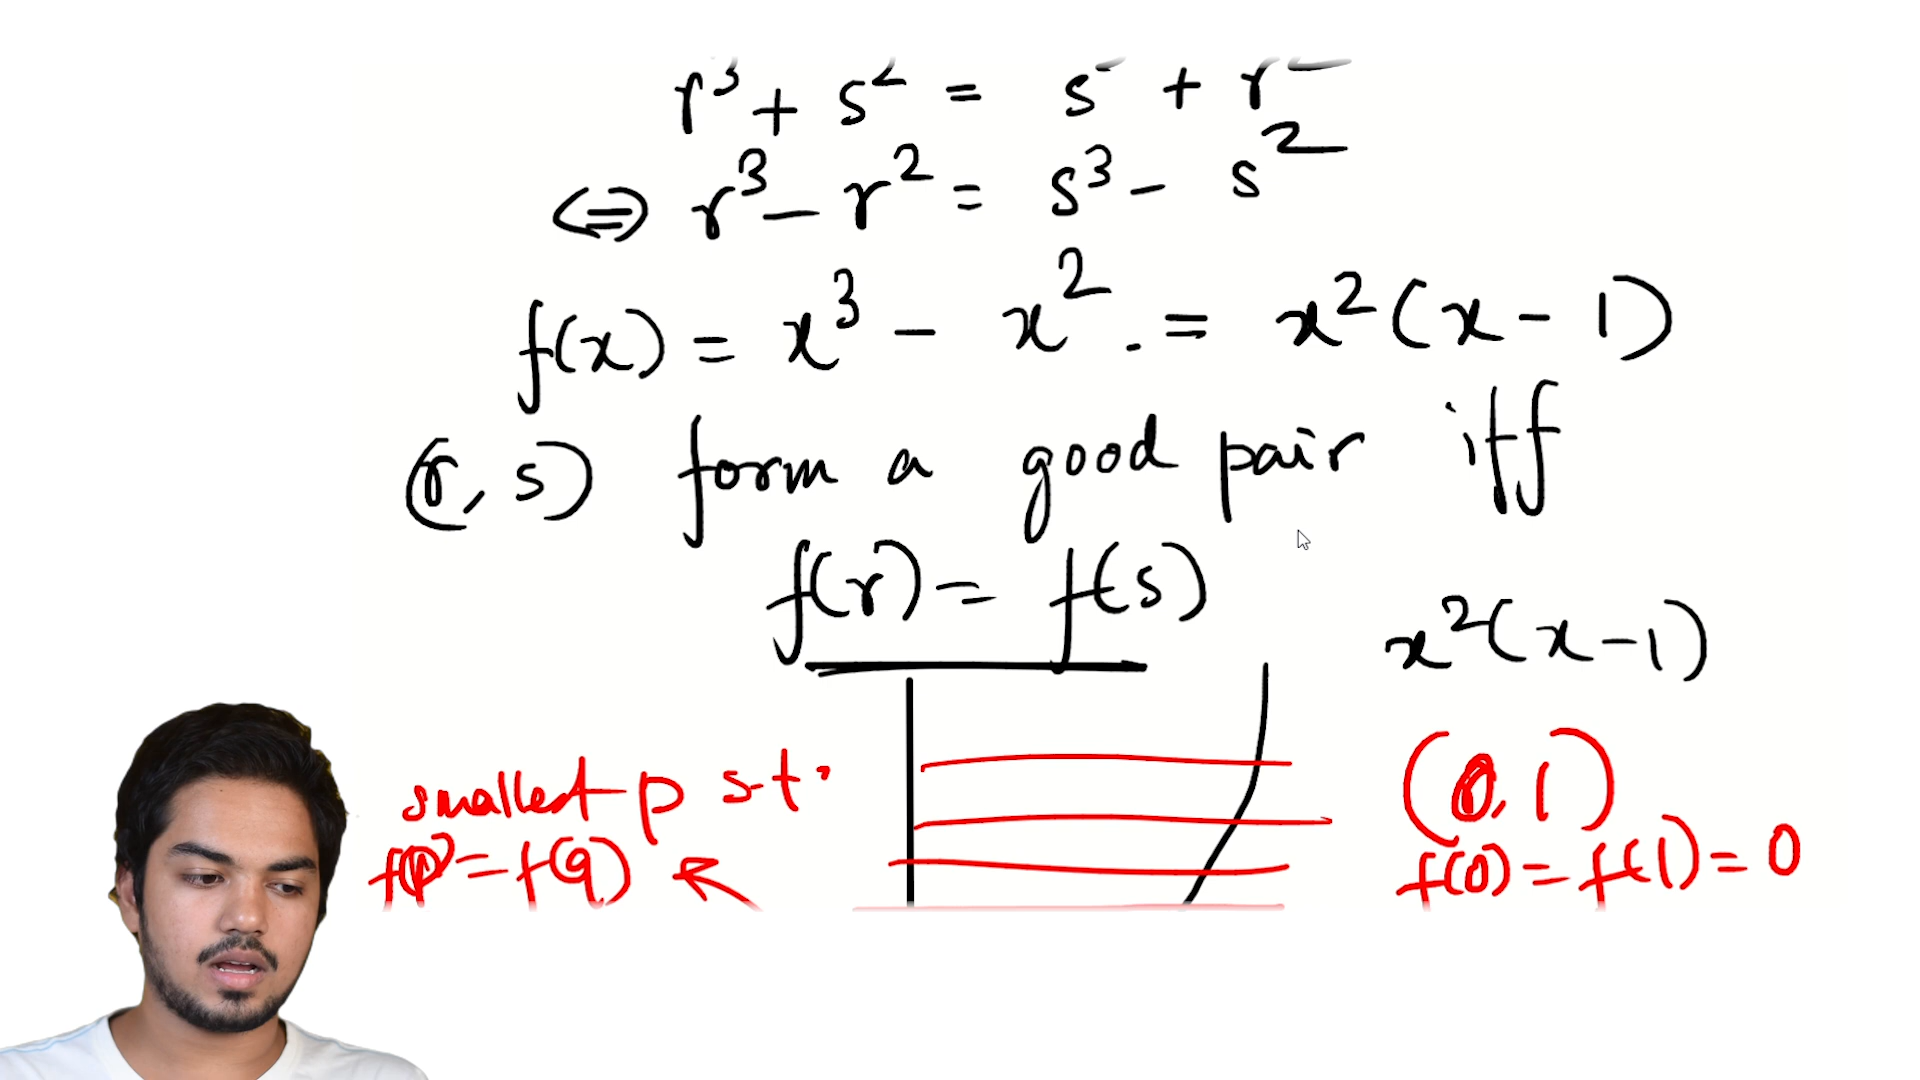 r³ + s² = s³ + r²
⇔ r³ − r² = s³ − s²
f(x) = x³ − x². = x²(x − 1)
(r, s) form a good pair iff
f(r) = f(s)
x²(x − 1)
smallest p s.t.
f(p) = f(q)
(0, 1)
f(0) = f(1) = 0